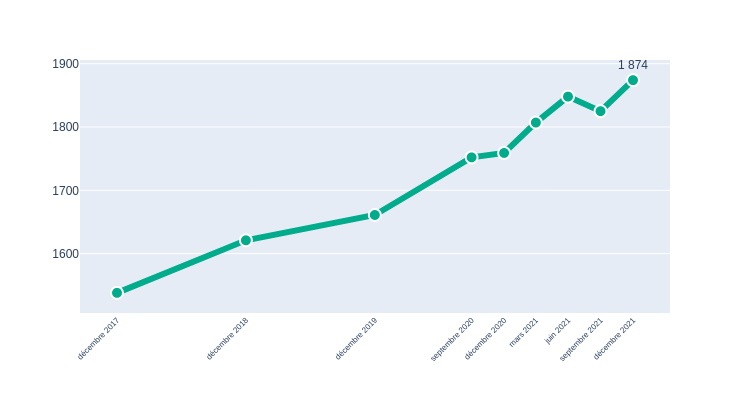 1900
1 874
1800
1700
1600
décembre 2017
décembre 2018
décembre 2019
septembre 2020
décembre 2020
mars 2021
juin 2021
septembre 2021
décembre 2021